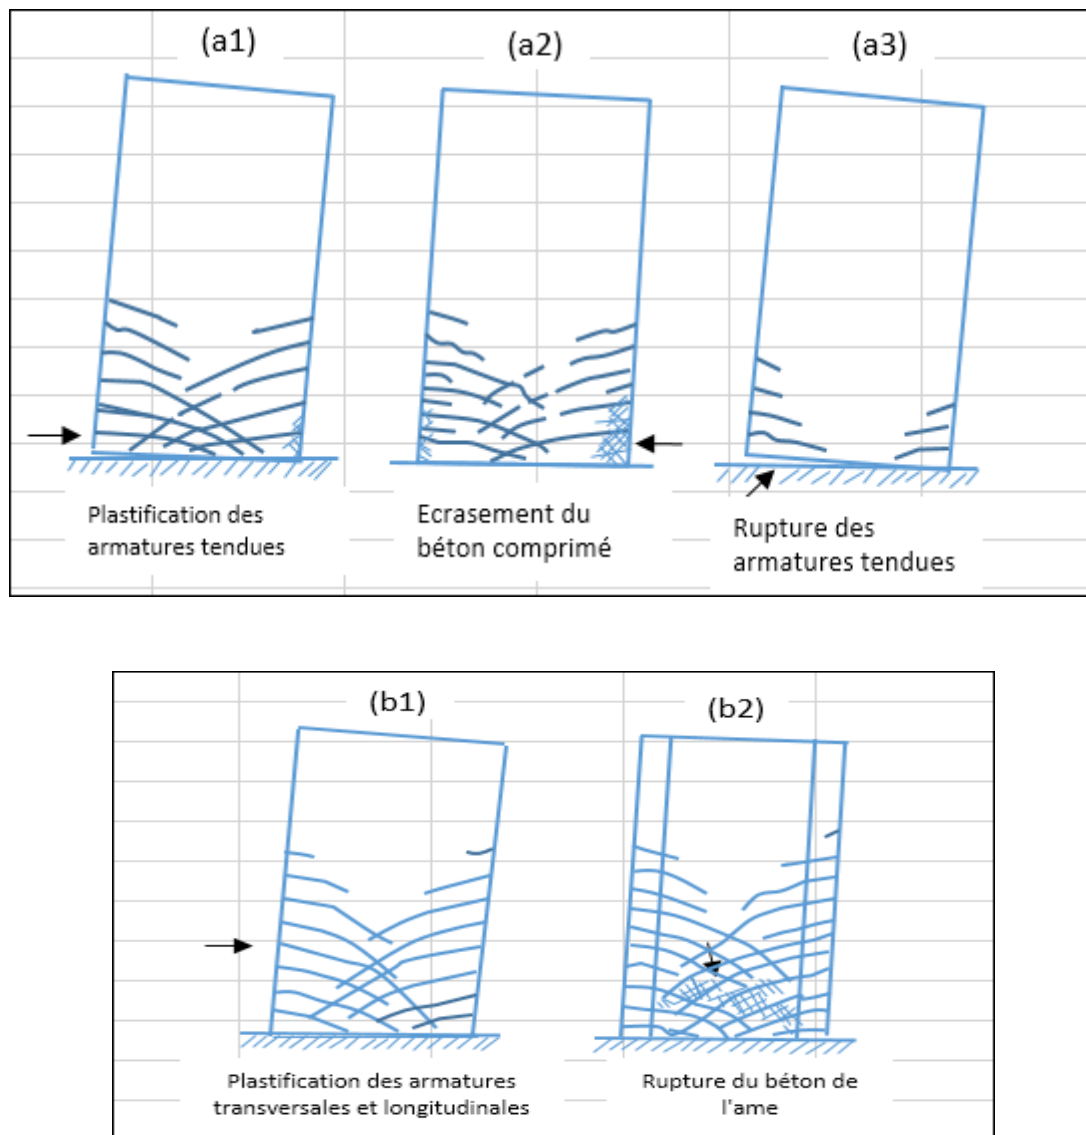 (a1)
(a2)
(a3)
Plastification des
armatures tendues
Ecrasement du
béton comprimé
Rupture des
armatures tendues
(b1)
(b2)
Plastification des armatures
transversales et longitudinales
Rupture du béton de
l'ame